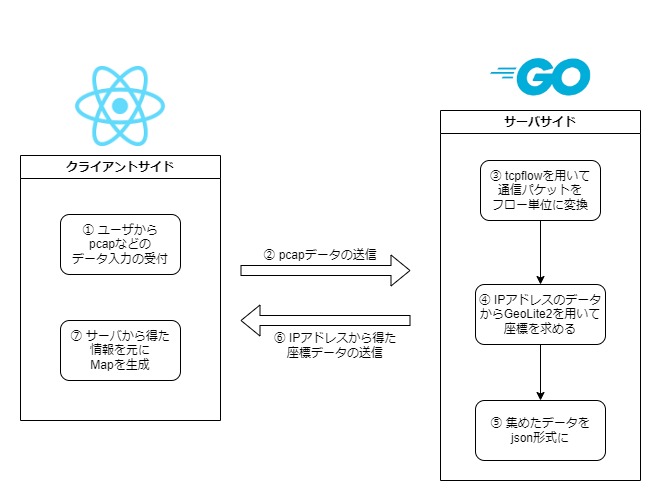 GO
クライアントサイド
① ユーザから
pcapなどの
データ入力の受付
② pcapデータの送信
サーバサイド
③ tcpflowを用いて
通信パケットを
フロー単位に変換
④ IPアドレスのデータ
からGeoLite2を用いて
座標を求める
⑤ 集めたデータを
json形式に
⑥ IPアドレスから得た
座標データの送信
⑦ サーバから得た
情報を元に
Mapを生成